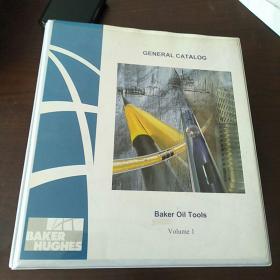 GENERAL CATALOG
Baker Oil Tools
Volume 1
BAKER
HUGHES